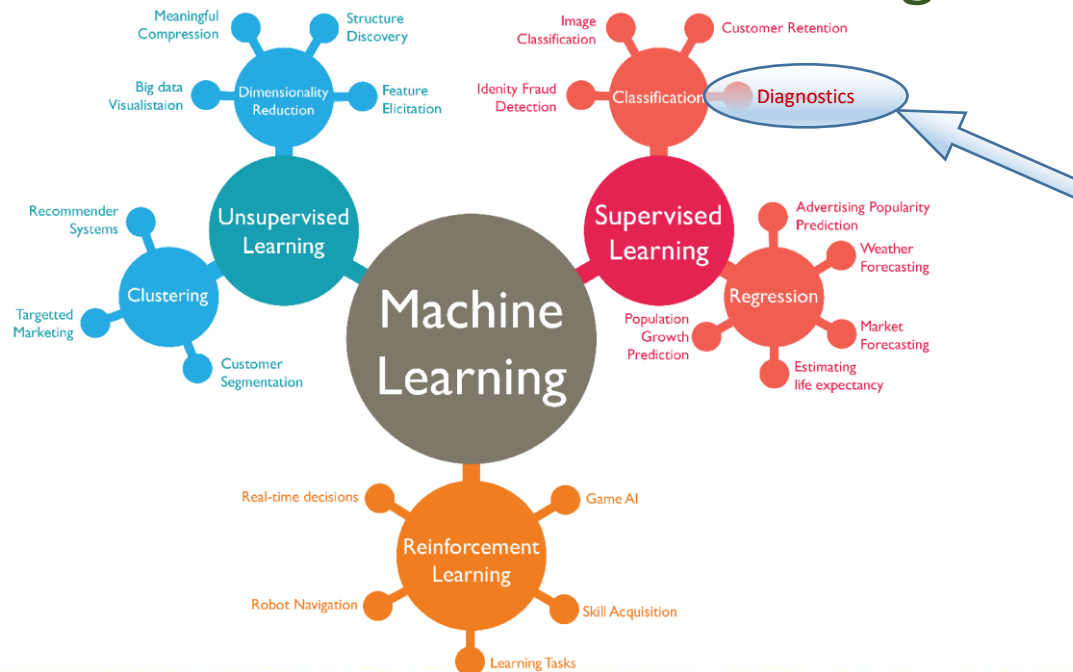 Meaningful
Compression
Structure
Discovery
Big data
Visualistaion
Dimensionality
Reduction
Feature
Elicitation
Image
Classification
Customer Retention
Idenity Fraud
Detection
Classification
Diagnostics
Unsupervised
Learning
Supervised
Learning
Recommender
Systems
Clustering
Targetted
Marketing
Customer
Segmentation
Machine
Learning
Advertising Popularity
Prediction
Weather
Forecasting
Regression
Population
Growth
Prediction
Market
Forecasting
Estimating
life expectancy
Real-time decisions
Game AI
Reinforcement
Learning
Robot Navigation
Skill Acquisition
Learning Tasks